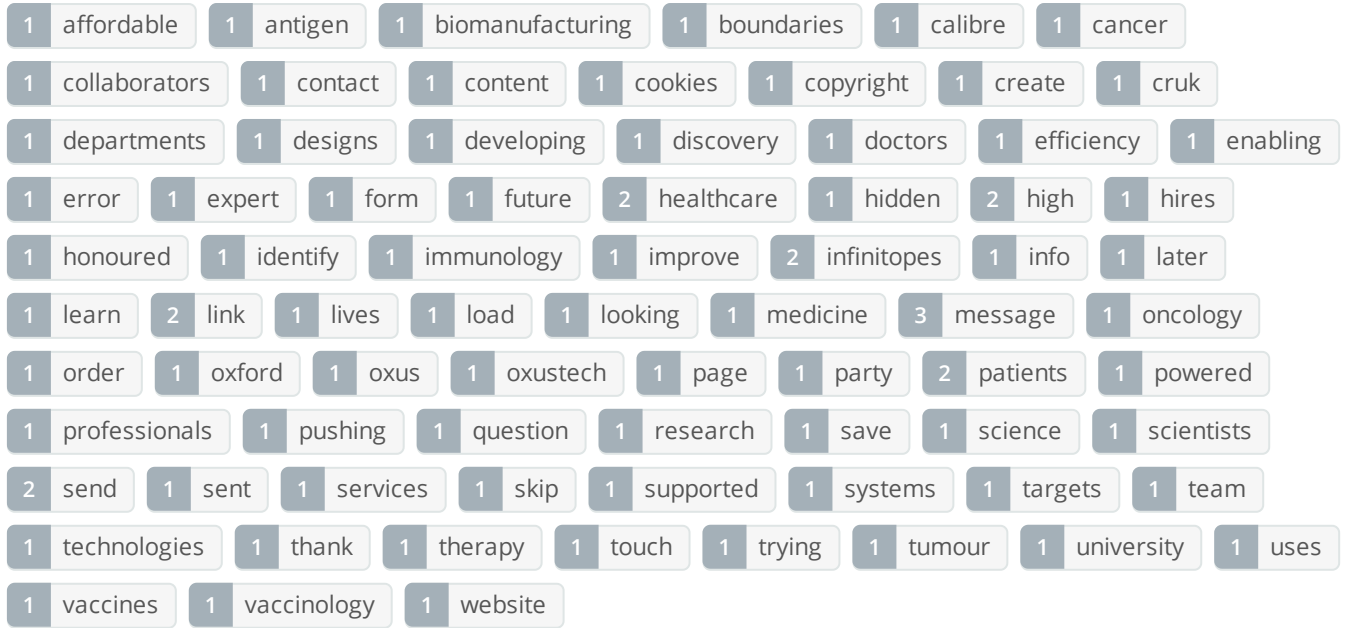 1 affordable 1 antigen 1 biomanufacturing 1 boundaries 1 calibre 1 cancer
1 collaborators 1 contact 1 content 1 cookies 1 copyright 1 create 1 cruk
1 departments 1 designs 1 developing 1 discovery 1 doctors 1 efficiency 1 enabling
1 error 1 expert 1 form 1 future 2 healthcare 1 hidden 2 high 1 hires
1 honoured 1 identify 1 immunology 1 improve 2 infinitopes 1 info 1 later
1 learn 2 link 1 lives 1 load 1 looking 1 medicine 3 message 1 oncology
1 order 1 oxford 1 oxus 1 oxustech 1 page 1 party 2 patients 1 powered
1 professionals 1 pushing 1 question 1 research 1 save 1 science 1 scientists
2 send 1 sent 1 services 1 skip 1 supported 1 systems 1 targets 1 team
1 technologies 1 thank 1 therapy 1 touch 1 trying 1 tumour 1 university 1 uses
1 vaccines 1 vaccinology 1 website